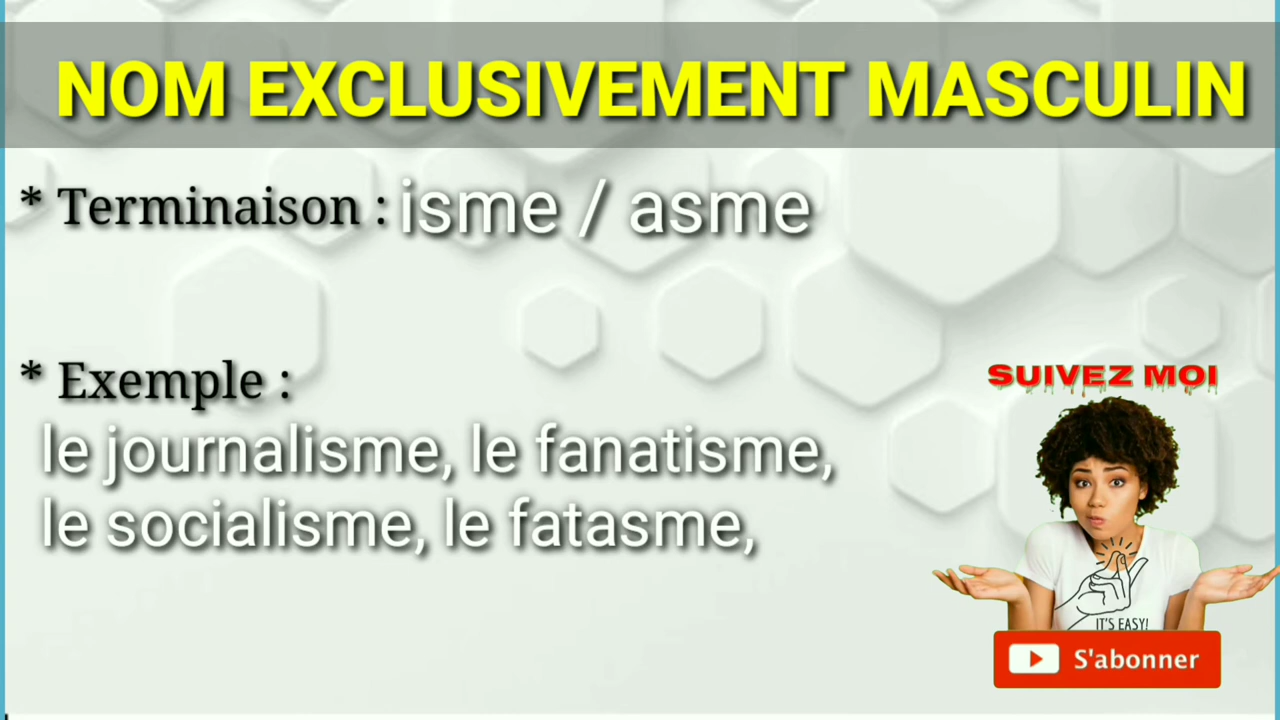 NOM EXCLUSIVEMENT MASCULIN
* Terminaison : isme / asme
* Exemple :
le journalisme, le fanatisme,
le socialisme, le fatasme,
SUIVEZ MOI
IT'S EASY!
S'abonner